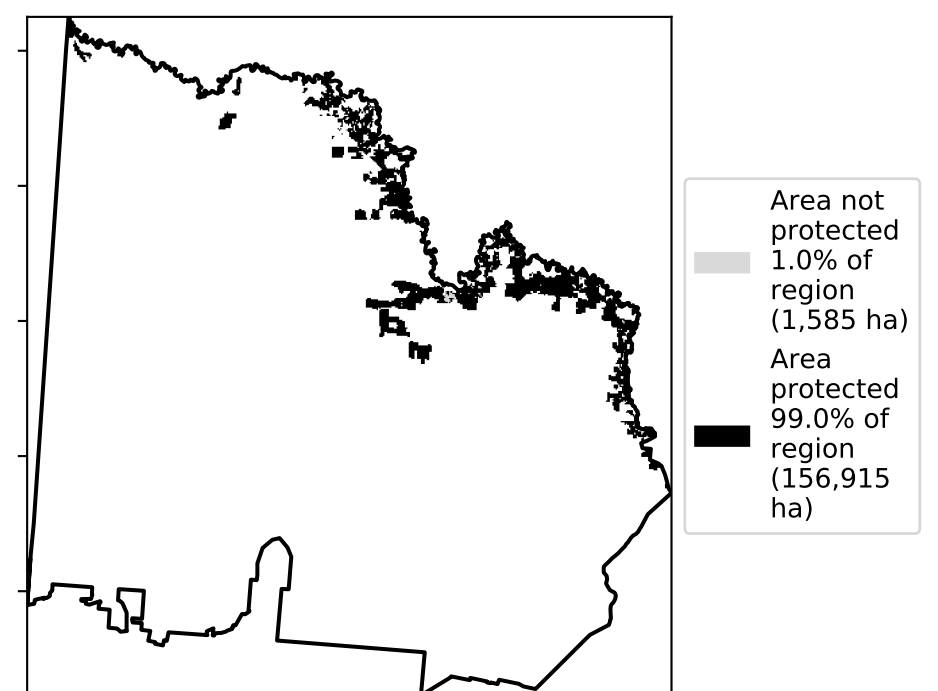 Area not
protected
1.0% of
region
(1,585 ha)
Area
protected
99.0% of
region
(156,915
ha)